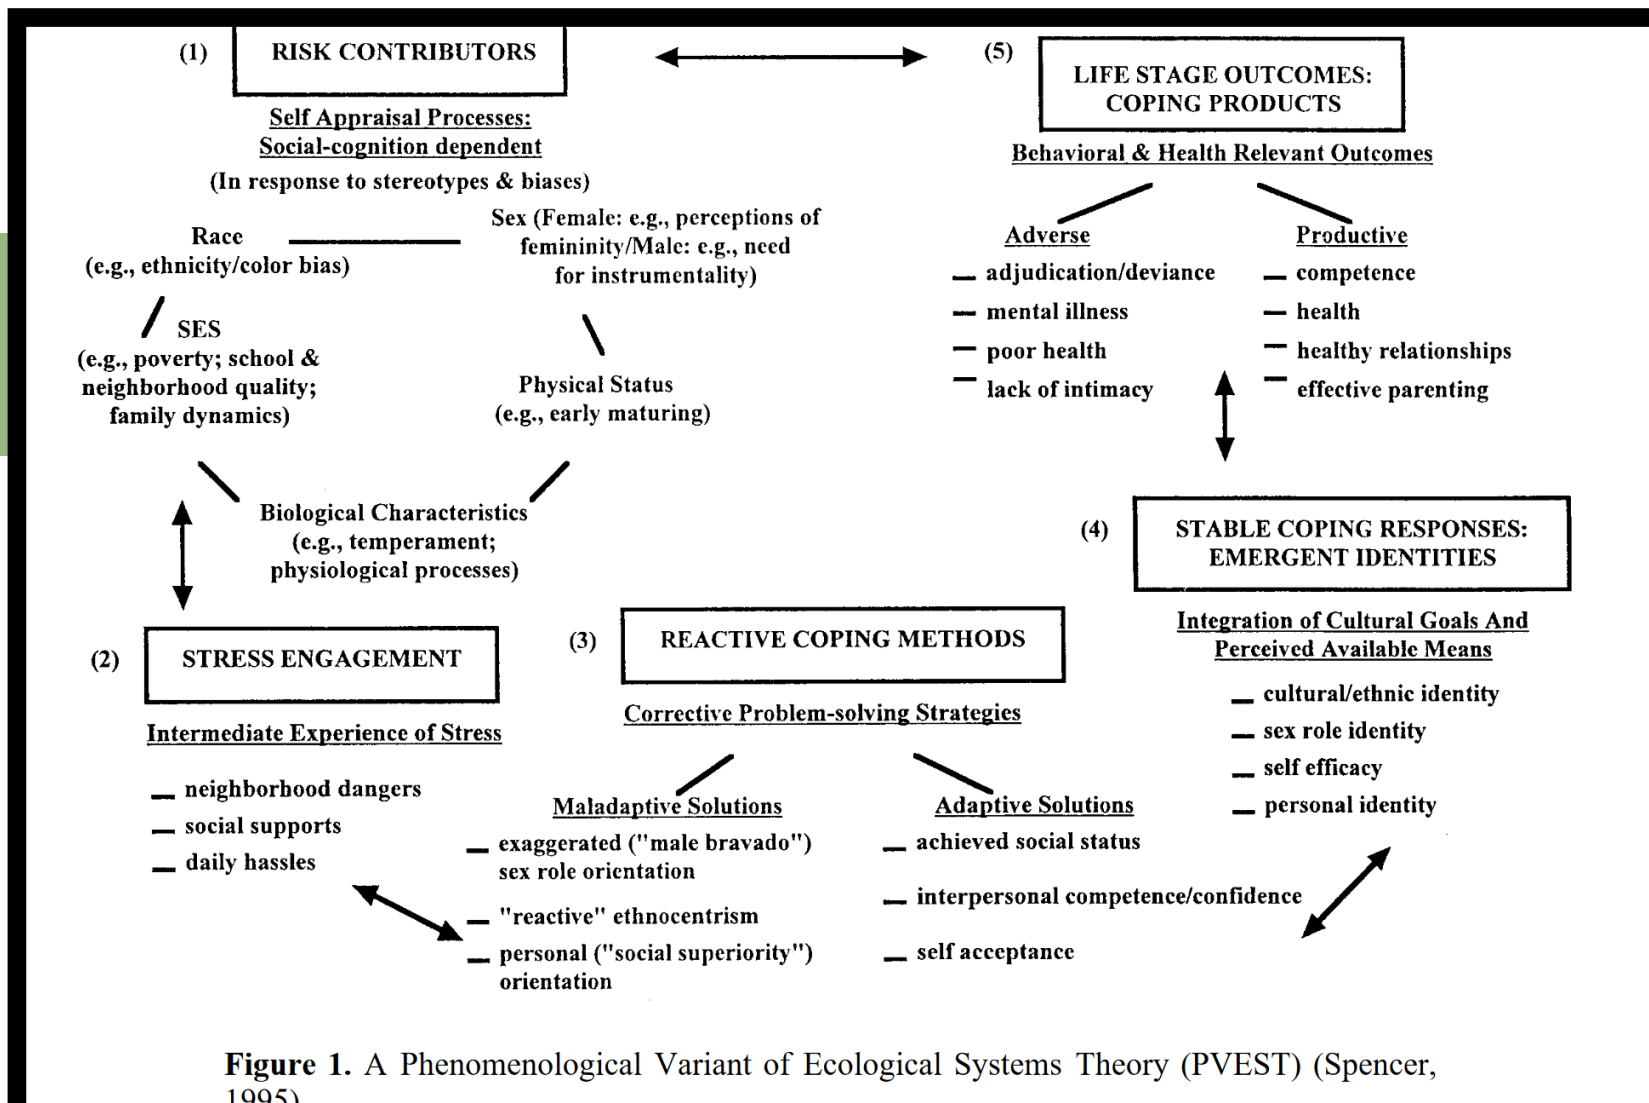 (1)
RISK CONTRIBUTORS
Self Appraisal Processes:
Social-cognition dependent
(In response to stereotypes & biases)
Race
(e.g., ethnicity/color bias)
Sex (Female: e.g., perceptions of
femininity/Male: e.g., need
for instrumentality)
SES
(e.g., poverty; school &
neighborhood quality;
family dynamics)
Physical Status
(e.g., early maturing)
Biological Characteristics
(e.g., temperament;
physiological processes)
(2)
STRESS ENGAGEMENT
Intermediate Experience of Stress
neighborhood dangers
social supports
daily hassles
(3)
REACTIVE COPING METHODS
Corrective Problem-solving Strategies
Maladaptive Solutions
exaggerated ("male bravado")
sex role orientation
"reactive" ethnocentrism
personal ("social superiority")
orientation
Adaptive Solutions
achieved social status
interpersonal competence/confidence
self acceptance
(4)
STABLE COPING RESPONSES:
EMERGENT IDENTITIES
Integration of Cultural Goals And
Perceived Available Means
cultural/ethnic identity
sex role identity
self efficacy
personal identity
(5)
LIFE STAGE OUTCOMES:
COPING PRODUCTS
Behavioral & Health Relevant Outcomes
Adverse
adjudication/deviance
mental illness
poor health
lack of intimacy
Productive
competence
health
healthy relationships
effective parenting
Figure 1. A Phenomenological Variant of Ecological Systems Theory (PVEST) (Spencer,
1995)